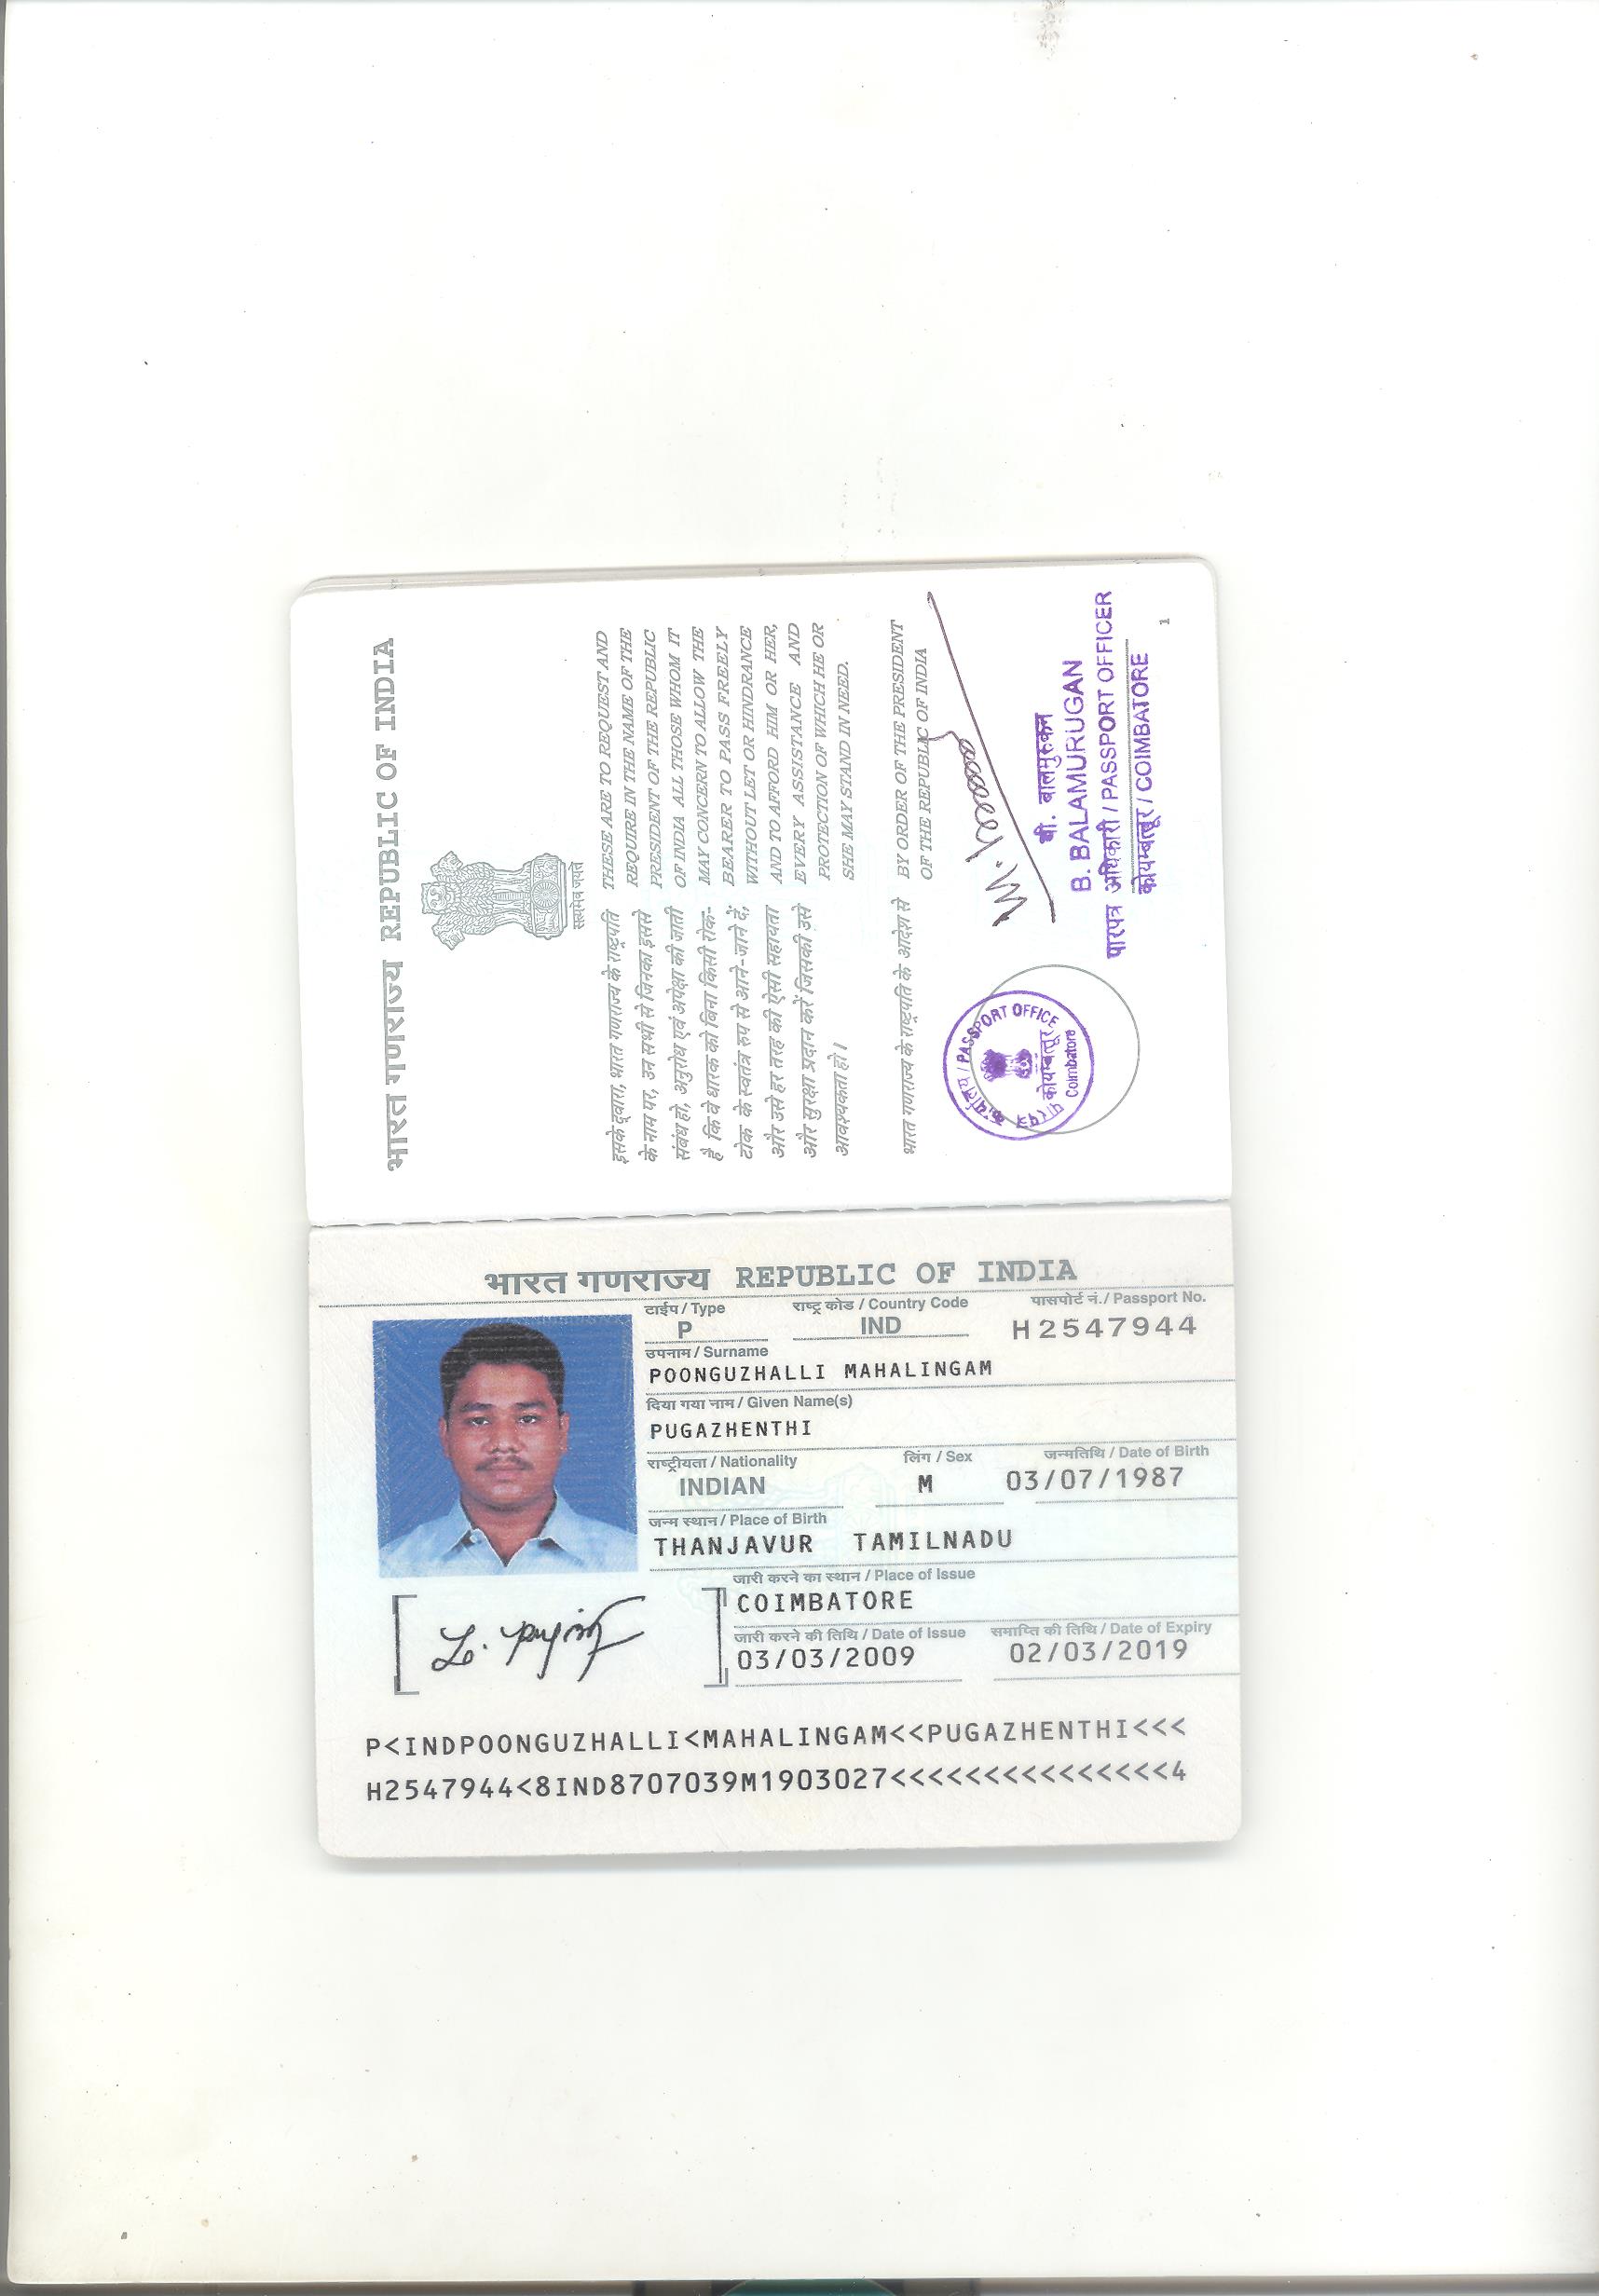 भारत गणराज्य REPUBLIC OF INDIA
सत्यमेव जयते
इसके द्वारा, भारत गणराज्य के राष्ट्रपति
के नाम पर, उन सभी से जिनका इससे
संबंध हो, अनुरोध एवं अपेक्षा की जाती
है कि वे धारक को बिना किसी रोक-
टोक के स्वतंत्र रुप से आने-जाने दें,
और उसे हर तरह की ऐसी सहायता
और सुरक्षा प्रदान करें जिसकी उसे
आवश्यकता हो।
THESE ARE TO REQUEST AND
REQUIRE IN THE NAME OF THE
PRESIDENT OF THE REPUBLIC
OF INDIA ALL THOSE WHOM IT
MAY CONCERN TO ALLOW THE
BEARER TO PASS FREELY
WITHOUT LET OR HINDRANCE
AND TO AFFORD HIM OR HER,
EVERY ASSISTANCE AND
PROTECTION OF WHICH HE OR
SHE MAY STAND IN NEED.
भारत गणराज्य के राष्ट्रपति के आदेश से
BY ORDER OF THE PRESIDENT
OF THE REPUBLIC OF INDIA
पारपत्र कार्यालय / PASSPORT OFFICE
कोयम्बत्तूर
Coimbatore
बी. बालमुरुकन
B. BALAMURUGAN
पारपत्र अधिकारी / PASSPORT OFFICER
कोयम्बत्तूर / COIMBATORE
1
भारत गणराज्य REPUBLIC OF INDIA
टाईप / Type राष्ट्र कोड / Country Code पासपोर्ट नं. / Passport No.
P IND H2547944
उपनाम / Surname
POONGUZHALLI MAHALINGAM
दिया गया नाम / Given Name(s)
PUGAZHENTHI
राष्ट्रीयता / Nationality लिंग / Sex जन्मतिथि / Date of Birth
INDIAN M 03/07/1987
जन्म स्थान / Place of Birth
THANJAVUR TAMILNADU
जारी करने का स्थान / Place of Issue
COIMBATORE
जारी करने की तिथि / Date of Issue समाप्ति की तिथि / Date of Expiry
03/03/2009 02/03/2019
P<INDPOONGUZHALLI<MAHALINGAM<<PUGAZHENTHI<<<
H2547944<8IND8707039M1903027<<<<<<<<<<<<<<<4